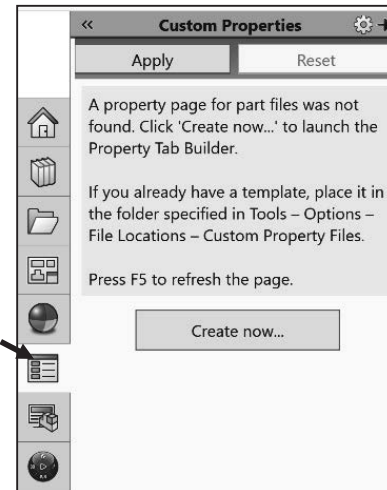 « Custom Properties
Apply Reset
A property page for part files was not
found. Click 'Create now...' to launch the
Property Tab Builder.
If you already have a template, place it in
the folder specified in Tools – Options –
File Locations – Custom Property Files.
Press F5 to refresh the page.
Create now...